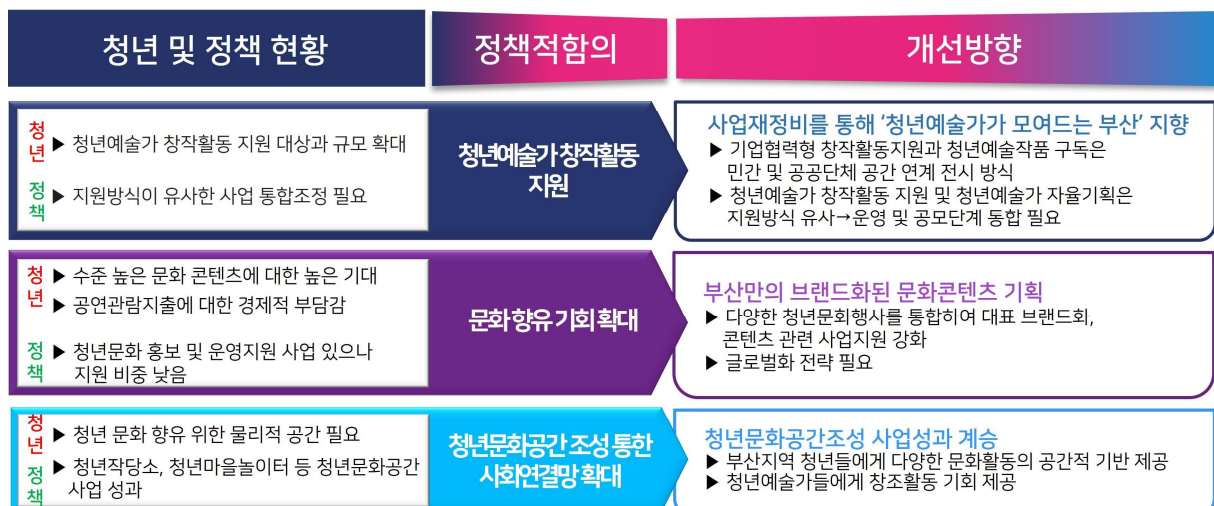 청년 및 정책 현황
정책적함의
개선방향
청년
▶ 청년예술가 창작활동 지원 대상과 규모 확대
정책
▶ 지원방식이 유사한 사업 통합조정 필요
청년예술가 창작활동
지원
사업재정비를 통해 '청년예술가가 모여드는 부산' 지향
▶ 기업협력형 창작활동지원과 청년예술작품 구독은
민간 및 공공단체 공간 연계 전시 방식
▶ 청년예술가 창작활동 지원 및 청년예술가 자율기획은
지원방식 유사→운영 및 공모단계 통합 필요
청년
▶ 수준 높은 문화 콘텐츠에 대한 높은 기대
▶ 공연관람지출에 대한 경제적 부담감
정책
▶ 청년문화 홍보 및 운영지원 사업 있으나
지원 비중 낮음
문화 향유 기회 확대
부산만의 브랜드화된 문화콘텐츠 기획
▶ 다양한 청년문회행사를 통합히여 대표 브랜드회,
콘텐츠 관련 사업지원 강화
▶ 글로벌화 전략 필요
청년
▶ 청년 문화 향유 위한 물리적 공간 필요
정책
▶ 청년작당소, 청년마을놀이터 등 청년문화공간
사업 성과
청년문화공간 조성 통한
사회연결망 확대
청년문화공간조성 사업성과 계승
▶ 부산지역 청년들에게 다양한 문화활동의 공간적 기반 제공
▶ 청년예술가들에게 창조활동 기회 제공